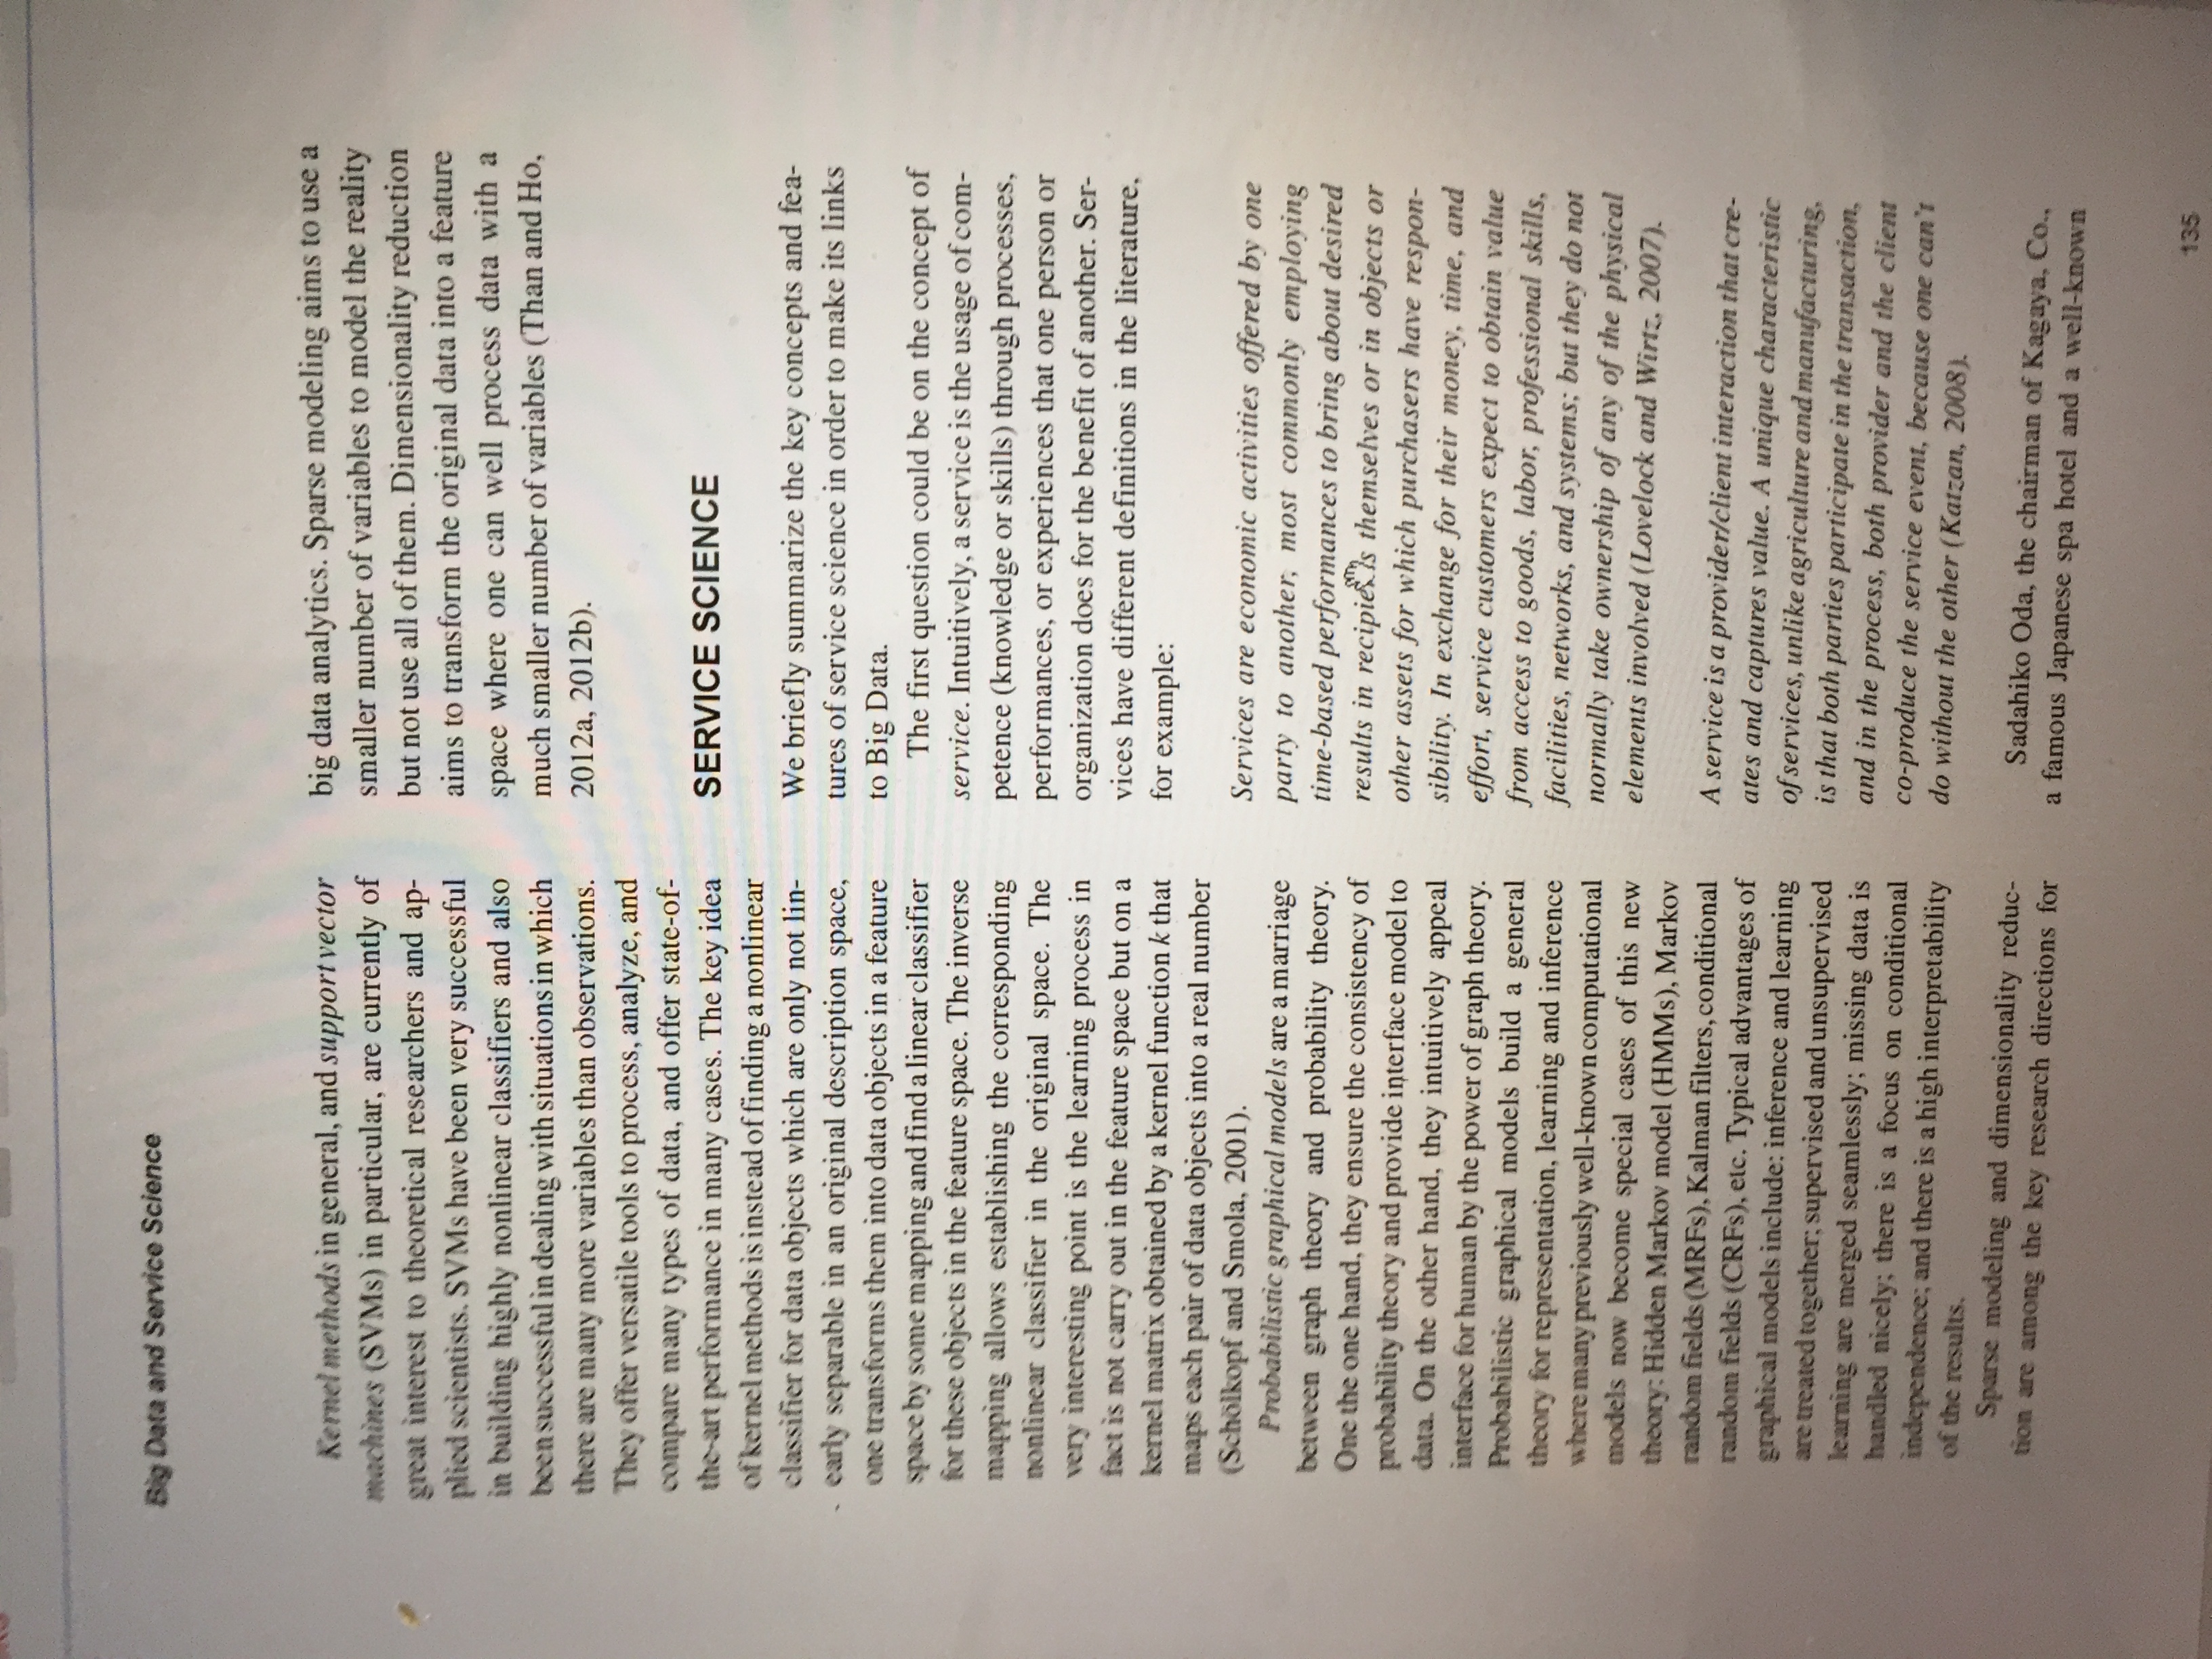 Big Data and Service Science
Kernel methods in general, and support vector
machines (SVMs) in particular, are currently of
great interest to theoretical researchers and ap-
plied scientists. SVMs have been very successful
in building highly nonlinear classifiers and also
been successful in dealing with situations in which
there are many more variables than observations.
They offer versatile tools to process, analyze, and
compare many types of data, and offer state-of-
the-art performance in many cases. The key idea
of kernel methods is instead of finding a nonlinear
classifier for data objects which are only not lin-
early separable in an original description space,
one transforms them into data objects in a feature
space by some mapping and find a linear classifier
for these objects in the feature space. The inverse
mapping allows establishing the corresponding
nonlinear classifier in the original space. The
very interesting point is the learning process in
fact is not carry out in the feature space but on a
kernel matrix obtained by a kernel function k that
maps each pair of data objects into a real number
(Schölkopf and Smola, 2001).
Probabilistic graphical models are a marriage
between graph theory and probability theory.
One the one hand, they ensure the consistency of
probability theory and provide interface model to
data. On the other hand, they intuitively appeal
interface for human by the power of graph theory.
Probabilistic graphical models build a general
theory for representation, learning and inference
where many previously well-known computational
models now become special cases of this new
theory: Hidden Markov model (HMMs), Markov
random fields (MRFs), Kalman filters, conditional
random fields (CRFs), etc. Typical advantages of
graphical models include: inference and learning
are treated together; supervised and unsupervised
learning are merged seamlessly; missing data is
handled nicely; there is a focus on conditional
independence; and there is a high interpretability
of the results.
Sparse modeling and dimensionality reduc-
tion are among the key research directions for
big data analytics. Sparse modeling aims to use a
smaller number of variables to model the reality
but not use all of them. Dimensionality reduction
aims to transform the original data into a feature
space where one can well process data with a
much smaller number of variables (Than and Ho,
2012a, 2012b).
SERVICE SCIENCE
We briefly summarize the key concepts and fea-
tures of service science in order to make its links
to Big Data.
The first question could be on the concept of
service. Intuitively, a service is the usage of com-
petence (knowledge or skills) through processes,
performances, or experiences that one person or
organization does for the benefit of another. Ser-
vices have different definitions in the literature,
for example:
Services are economic activities offered by one
party to another, most commonly employing
time-based performances to bring about desired
results in recipients themselves or in objects or
other assets for which purchasers have respon-
sibility. In exchange for their money, time, and
effort, service customers expect to obtain value
from access to goods, labor, professional skills,
facilities, networks, and systems; but they do not
normally take ownership of any of the physical
elements involved (Lovelock and Wirtz, 2007).
A service is a provider/client interaction that cre-
ates and captures value. A unique characteristic
of services, unlike agriculture and manufacturing,
is that both parties participate in the transaction,
and in the process, both provider and the client
co-produce the service event, because one can't
do without the other (Katzan, 2008).
Sadahiko Oda, the chairman of Kagaya, Co.,
a famous Japanese spa hotel and a well-known
135